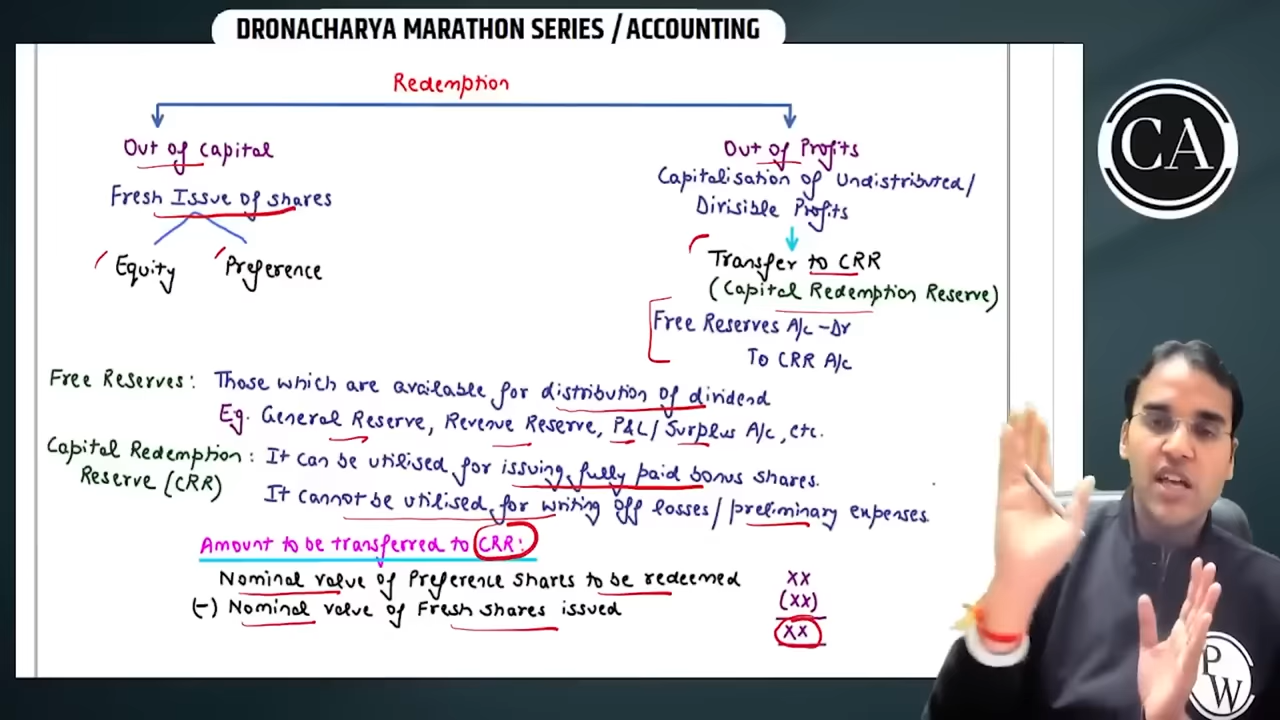 DRONACHARYA MARATHON SERIES / ACCOUNTING
Redemption
Out of Capital
Fresh Issue of shares
Equity
Preference
Out of Profits
Capitalisation of Undistributed/
Divisible Profits
Transfer to CRR
(Capital Redemption Reserve)
Free Reserves A/c -Dr
To CRR A/c
Free Reserves: Those which are available for distribution of dividend
Eg. General Reserve, Revenue Reserve, P&L/ Surplus A/c, etc.
Capital Redemption Reserve (CRR) : It can be utilised for issuing fully paid bonus shares.
It cannot be utilised for writing off losses/ preliminary expenses
Amount to be transferred to CRR:
Nominal value of Preference shares to be redeemed XX
(-) Nominal value of Fresh shares issued (XX)
XX
CA
PW